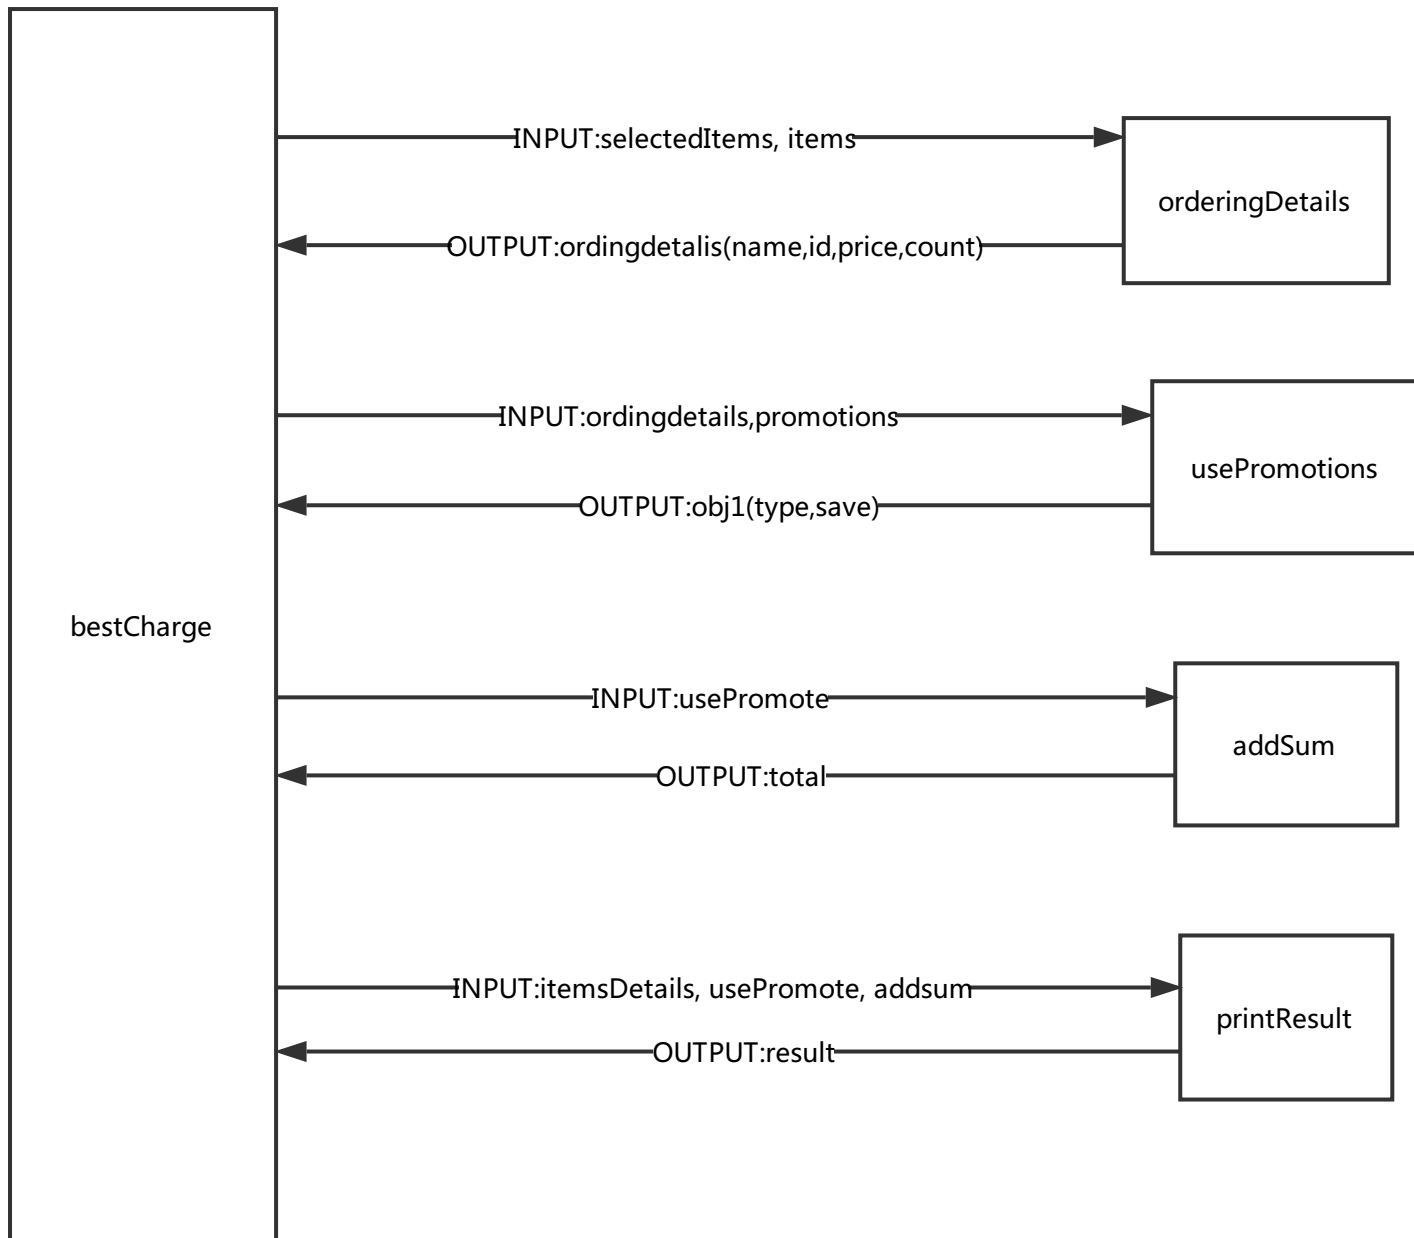 INPUT:selectedItems, items
orderingDetails
OUTPUT:ordingdetalis(name,id,price,count)
INPUT:ordingdetails,promotions
usePromotions
OUTPUT:obj1(type,save)
bestCharge
INPUT:usePromote
addSum
OUTPUT:total
INPUT:itemsDetails, usePromote, addsum
printResult
OUTPUT:result